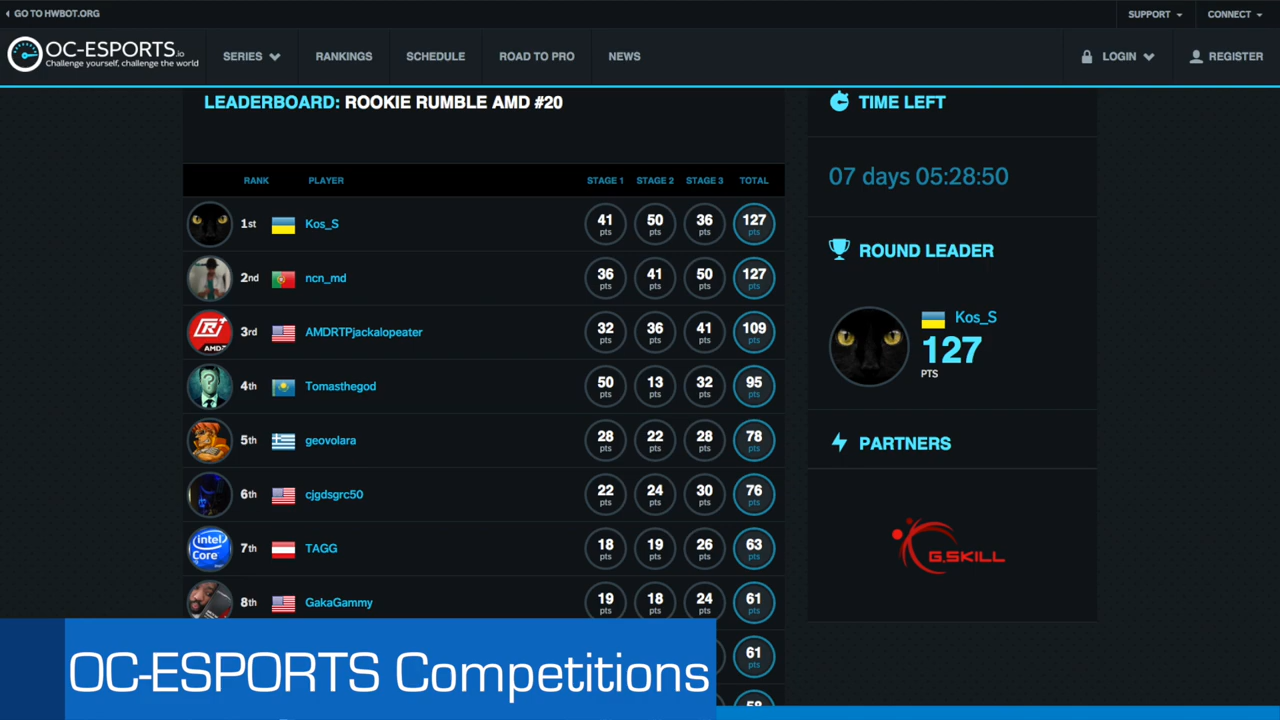 GO TO HWBOT.ORG
SUPPORT
CONNECT
OC-ESPORTS.io
Challenge yourself, challenge the world
SERIES
RANKINGS
SCHEDULE
ROAD TO PRO
NEWS
LOGIN
REGISTER
LEADERBOARD: ROOKIE RUMBLE AMD #20
RANK PLAYER STAGE 1 STAGE 2 STAGE 3 TOTAL
1st Kos_S 41 pts 50 pts 36 pts 127 pts
2nd ncn_md 36 pts 41 pts 50 pts 127 pts
AMD
3rd AMDRTPjackalopeater 32 pts 36 pts 41 pts 109 pts
4th Tomasthegod 50 pts 13 pts 32 pts 95 pts
5th geovolara 28 pts 22 pts 28 pts 78 pts
6th cjgdsgrc50 22 pts 24 pts 30 pts 76 pts
intel Core
7th TAGG 18 pts 19 pts 26 pts 63 pts
8th GakaGammy 19 pts 18 pts 24 pts 61 pts
61 pts
TIME LEFT
07 days 05:28:50
ROUND LEADER
Kos_S
127
PTS
PARTNERS
G.SKILL
OC-ESPORTS Competitions